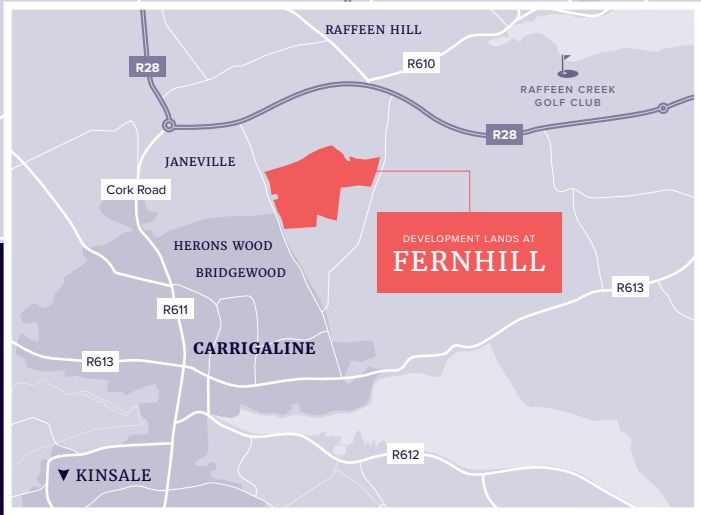 RAFFEEN HILL
R610
R28
RAFFEEN CREEK
GOLF CLUB
R28
JANEVILLE
Cork Road
DEVELOPMENT LANDS AT
FERNHILL
HERONS WOOD
BRIDGEWOOD
R613
R611
CARRIGALINE
R613
R612
KINSALE